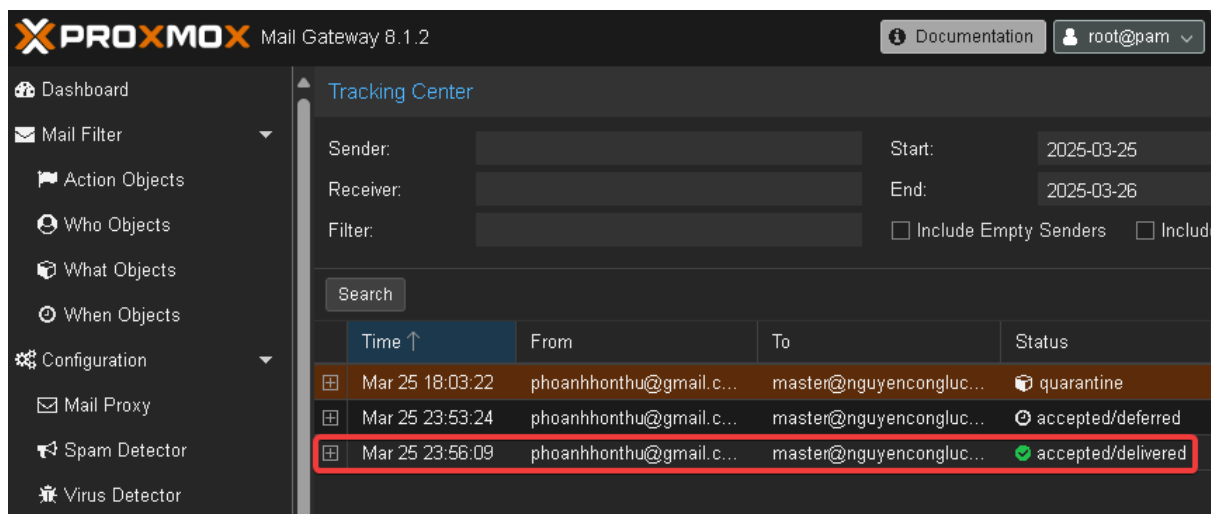 PROXMOX Mail Gateway 8.1.2 Documentation root@pam
Dashboard
Mail Filter
Action Objects
Who Objects
What Objects
When Objects
Configuration
Mail Proxy
Spam Detector
Virus Detector
Tracking Center
Sender: Start: 2025-03-25
Receiver: End: 2025-03-26
Filter: Include Empty Senders Includ
Search
Time ↑ From To Status
Mar 25 18:03:22 phoanhhonthu@gmail.c... master@nguyencongluc... quarantine
Mar 25 23:53:24 phoanhhonthu@gmail.c... master@nguyencongluc... accepted/deferred
Mar 25 23:56:09 phoanhhonthu@gmail.c... master@nguyencongluc... accepted/delivered